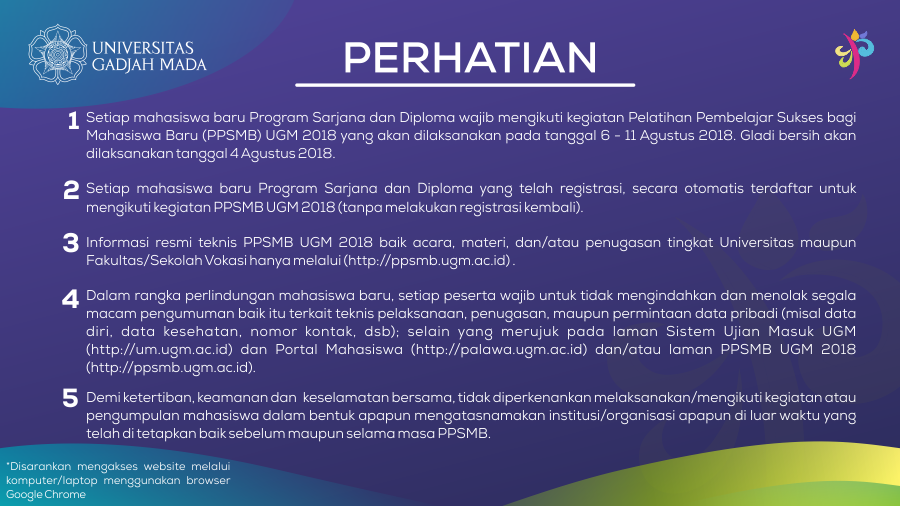 UNIVERSITAS
GADJAH MADA
PERHATIAN
1 Setiap mahasiswa baru Program Sarjana dan Diploma wajib mengikuti kegiatan Pelatihan Pembelajar Sukses bagi
Mahasiswa Baru (PPSMB) UGM 2018 yang akan dilaksanakan pada tanggal 6 - 11 Agustus 2018. Gladi bersih akan
dilaksanakan tanggal 4 Agustus 2018.
2 Setiap mahasiswa baru Program Sarjana dan Diploma yang telah registrasi, secara otomatis terdaftar untuk
mengikuti kegiatan PPSMB UGM 2018 (tanpa melakukan registrasi kembali).
3 Informasi resmi teknis PPSMB UGM 2018 baik acara, materi, dan/atau penugasan tingkat Universitas maupun
Fakultas/Sekolah Vokasi hanya melalui (http://ppsmb.ugm.ac.id) .
4 Dalam rangka perlindungan mahasiswa baru, setiap peserta wajib untuk tidak mengindahkan dan menolak segala
macam pengumuman baik itu terkait teknis pelaksanaan, penugasan, maupun permintaan data pribadi (misal data
diri, data kesehatan, nomor kontak, dsb); selain yang merujuk pada laman Sistem Ujian Masuk UGM
(http://um.ugm.ac.id) dan Portal Mahasiswa (http://palawa.ugm.ac.id) dan/atau laman PPSMB UGM 2018
(http://ppsmb.ugm.ac.id).
5 Demi ketertiban, keamanan dan keselamatan bersama, tidak diperkenankan melaksanakan/mengikuti kegiatan atau
pengumpulan mahasiswa dalam bentuk apapun mengatasnamakan institusi/organisasi apapun di luar waktu yang
telah di tetapkan baik sebelum maupun selama masa PPSMB.
*Disarankan mengakses website melalui
komputer/laptop menggunakan browser
Google Chrome